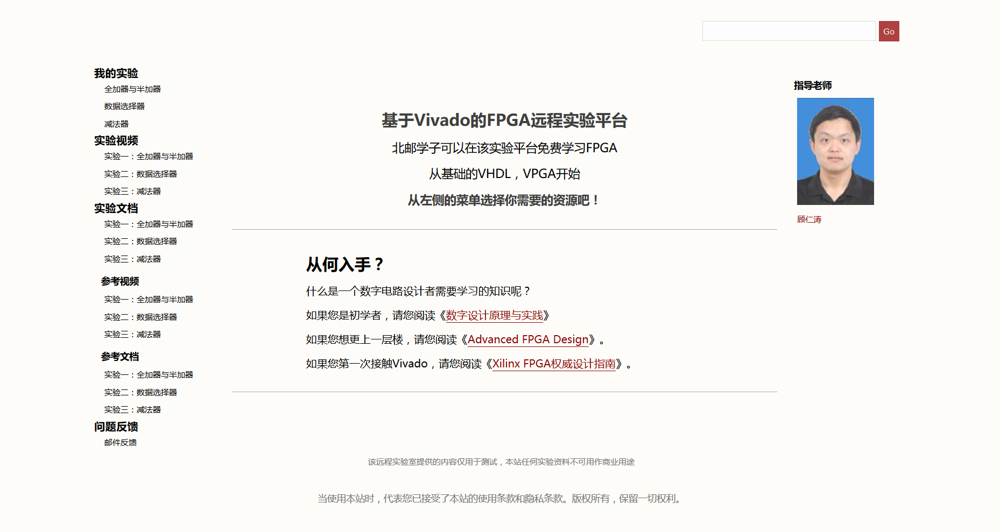 Go
我的实验
全加器与半加器
数据选择器
减法器
实验视频
实验一：全加器与半加器
实验二：数据选择器
实验三：减法器
实验文档
实验一：全加器与半加器
实验二：数据选择器
实验三：减法器
参考视频
实验一：全加器与半加器
实验二：数据选择器
实验三：减法器
参考文档
实验一：全加器与半加器
实验二：数据选择器
实验三：减法器
问题反馈
邮件反馈
基于Vivado的FPGA远程实验平台
北邮学子可以在该实验平台免费学习FPGA
从基础的VHDL，VPGA开始
从左侧的菜单选择你需要的资源吧！
从何入手？
什么是一个数字电路设计者需要学习的知识呢？
如果您是初学者，请您阅读《数字设计原理与实践》
如果您想更上一层楼，请您阅读《Advanced FPGA Design》。
如果您第一次接触Vivado，请您阅读《Xilinx FPGA权威设计指南》。
指导老师
顾仁涛
该远程实验室提供的内容仅用于测试，本站任何实验资料不可用作商业用途
当使用本站时，代表您已接受了本站的使用条款和隐私条款。版权所有，保留一切权利。